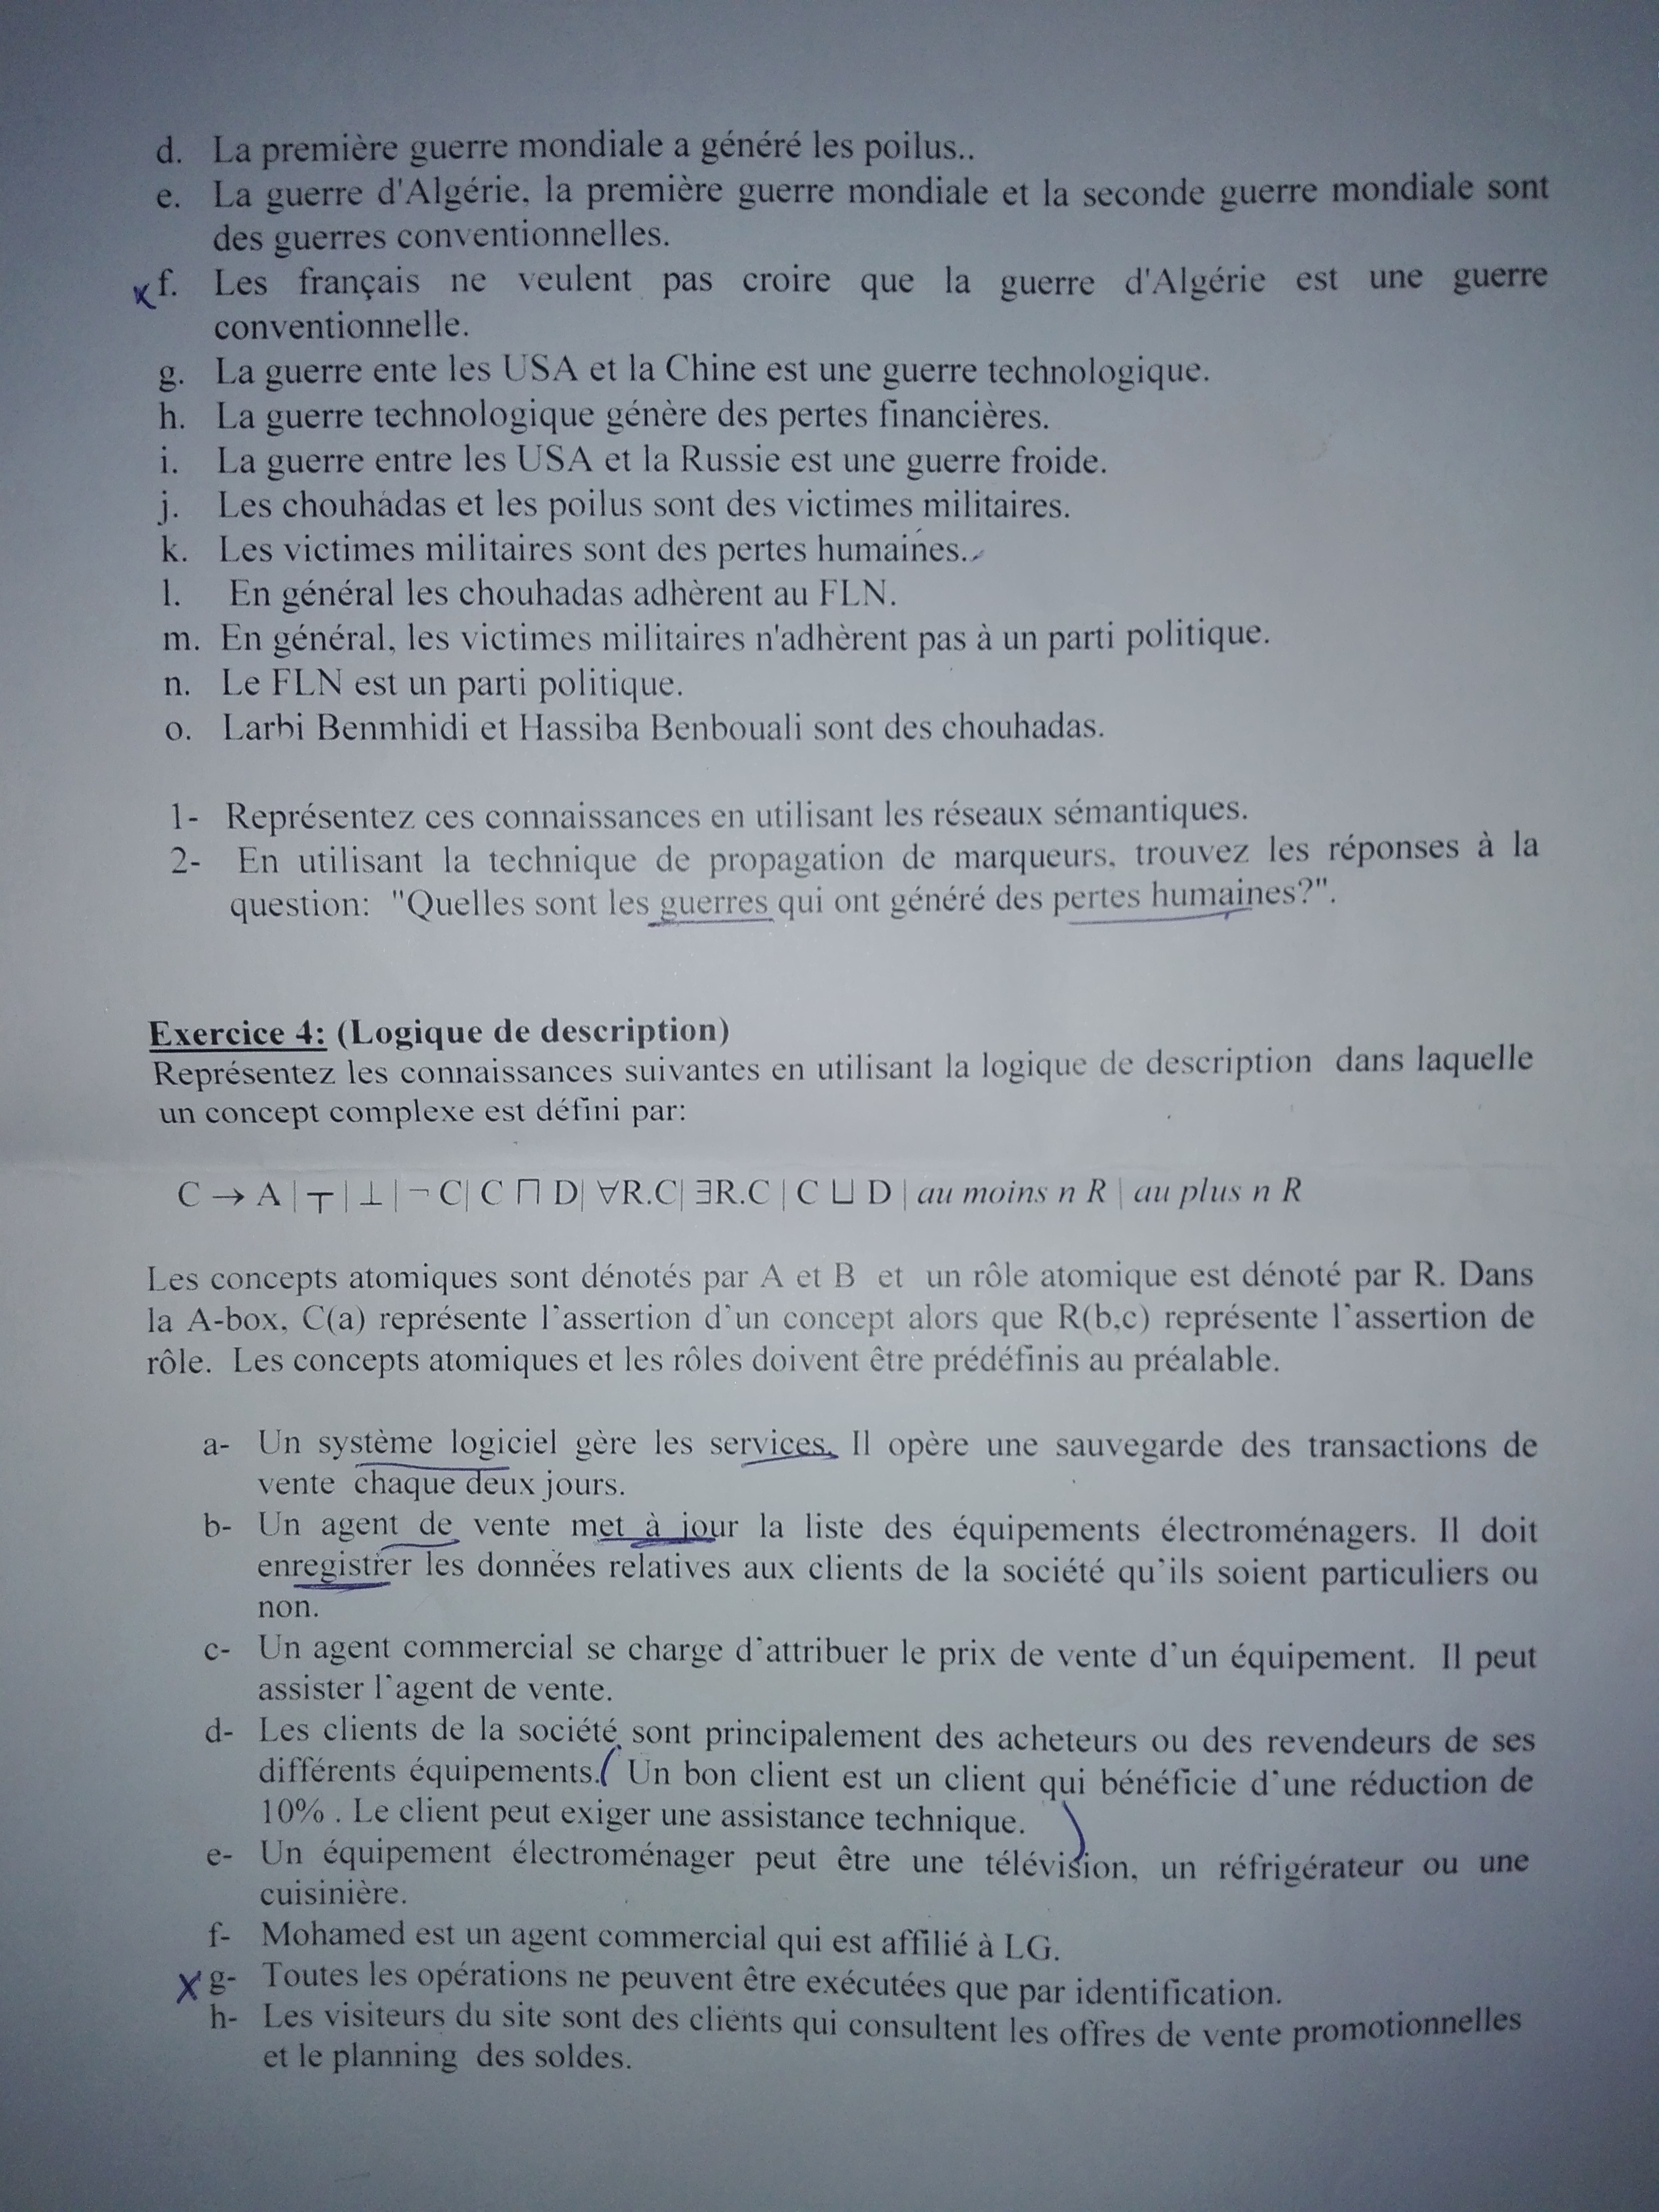 d. La première guerre mondiale a généré les poilus..
e. La guerre d'Algérie, la première guerre mondiale et la seconde guerre mondiale sont
des guerres conventionnelles.
f. Les français ne veulent pas croire que la guerre d'Algérie est une guerre
conventionnelle.
g. La guerre ente les USA et la Chine est une guerre technologique.
h. La guerre technologique génère des pertes financières.
i. La guerre entre les USA et la Russie est une guerre froide.
j. Les chouhadas et les poilus sont des victimes militaires.
k. Les victimes militaires sont des pertes humaines..
l. En général les chouhadas adhèrent au FLN.
m. En général, les victimes militaires n'adhèrent pas à un parti politique.
n. Le FLN est un parti politique.
o. Larbi Benmhidi et Hassiba Benbouali sont des chouhadas.
1- Représentez ces connaissances en utilisant les réseaux sémantiques.
2- En utilisant la technique de propagation de marqueurs, trouvez les réponses à la
question: "Quelles sont les guerres qui ont généré des pertes humaines?".
Exercice 4: (Logique de description)
Représentez les connaissances suivantes en utilisant la logique de description dans laquelle
un concept complexe est défini par:
C → A | ⊤ | ⊥ | ¬ C| C ⊓ D| ∀R.C| ∃R.C | C ⊔ D | au moins n R | au plus n R
Les concepts atomiques sont dénotés par A et B et un rôle atomique est dénoté par R. Dans
la A-box, C(a) représente l'assertion d'un concept alors que R(b,c) représente l'assertion de
rôle. Les concepts atomiques et les rôles doivent être prédéfinis au préalable.
a- Un système logiciel gère les services. Il opère une sauvegarde des transactions de
vente chaque deux jours.
b- Un agent de vente met à jour la liste des équipements électroménagers. Il doit
enregistrer les données relatives aux clients de la société qu'ils soient particuliers ou
non.
c- Un agent commercial se charge d'attribuer le prix de vente d'un équipement. Il peut
assister l'agent de vente.
d- Les clients de la société sont principalement des acheteurs ou des revendeurs de ses
différents équipements. ( Un bon client est un client qui bénéficie d'une réduction de
10% . Le client peut exiger une assistance technique. )
e- Un équipement électroménager peut être une télévision, un réfrigérateur ou une
cuisinière.
f- Mohamed est un agent commercial qui est affilié à LG.
X g- Toutes les opérations ne peuvent être exécutées que par identification.
h- Les visiteurs du site sont des clients qui consultent les offres de vente promotionnelles
et le planning des soldes.